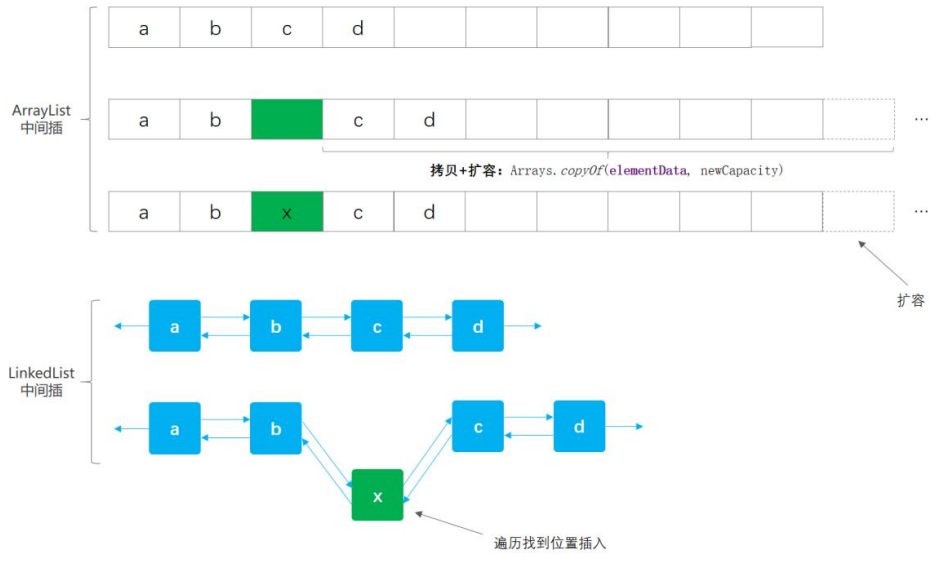 a b c d
ArrayList
中间插
a b c d ...
拷贝+扩容：Arrays.copyOf(elementData, newCapacity)
a b x c d ...
扩容
a b c d
LinkedList
中间插
a b c d
x
遍历找到位置插入